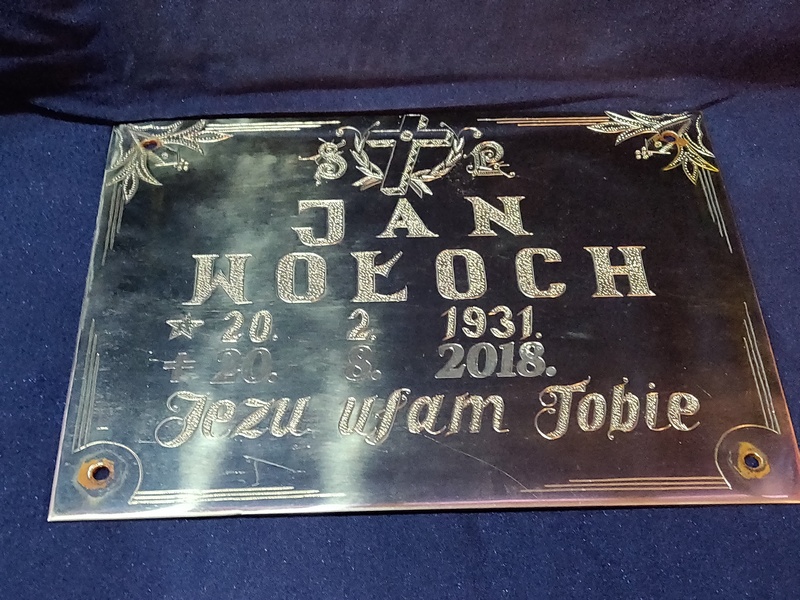 Ś P
JAN
WOŁOCH
☆ 20. 2. 1931.
✝ 20. 8. 2018.
Jezu ufam Tobie